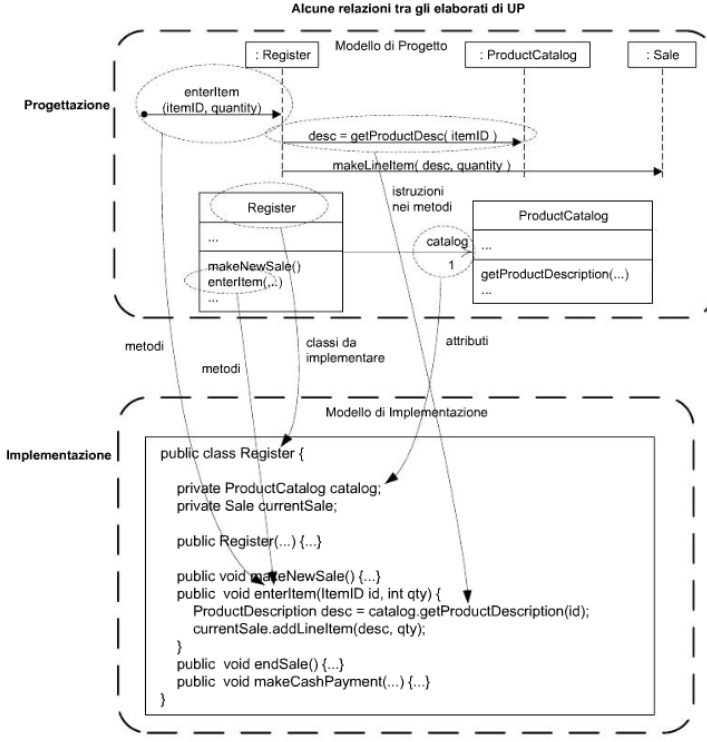 Alcune relazioni tra gli elaborati di UP
Modello di Progetto
: Register
: ProductCatalog
: Sale
Progettazione
enterItem
(itemID, quantity)
desc = getProductDesc( itemID )
makeLineItem( desc, quantity )
istruzioni
nei metodi
Register
...
makeNewSale()
enterItem(...)
...
catalog
1
ProductCatalog
...
getProductDescription(...)
...
metodi
metodi
classi da
implementare
attributi
Modello di Implementazione
Implementazione
public class Register {
private ProductCatalog catalog;
private Sale currentSale;
public Register(...) {...}
public void makeNewSale() {...}
public void enterItem(ItemID id, int qty) {
ProductDescription desc = catalog.getProductDescription(id);
currentSale.addLineItem(desc, qty);
}
public void endSale() {...}
public void makeCashPayment(...) {...}
}